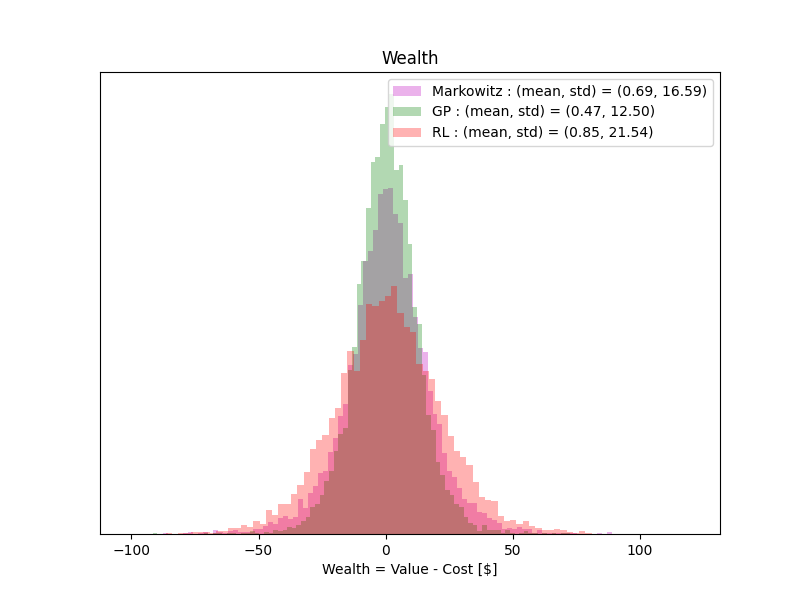 Wealth
Markowitz : (mean, std) = (0.69, 16.59)
GP : (mean, std) = (0.47, 12.50)
RL : (mean, std) = (0.85, 21.54)
−100 −50 0 50 100
Wealth = Value - Cost [$]